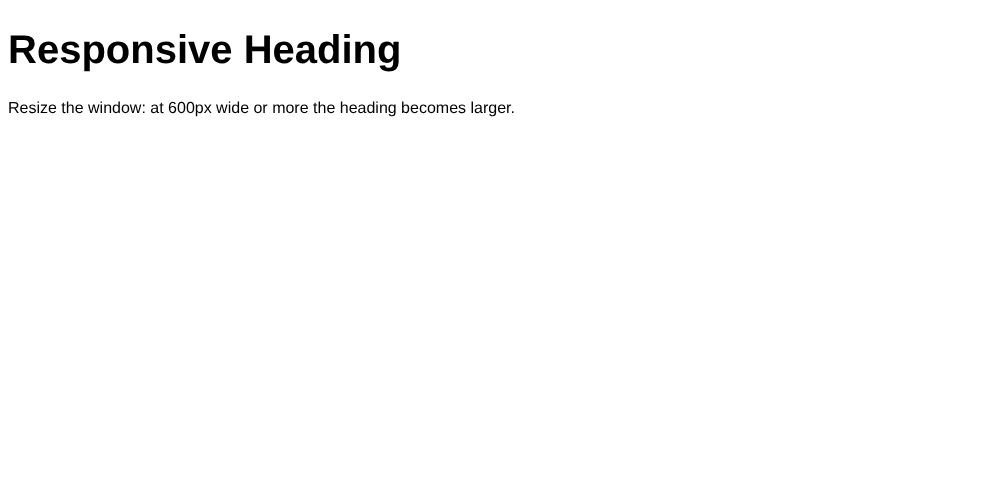 Responsive Heading
Resize the window: at 600px wide or more the heading becomes larger.